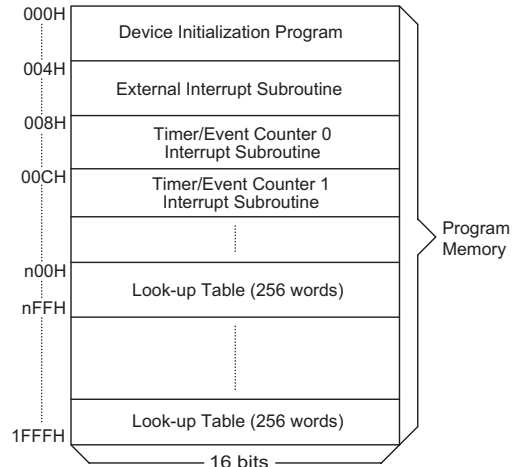 000H
Device Initialization Program
004H
External Interrupt Subroutine
008H
Timer/Event Counter 0
Interrupt Subroutine
00CH
Timer/Event Counter 1
Interrupt Subroutine
Program
Memory
n00H
Look-up Table (256 words)
nFFH
Look-up Table (256 words)
1FFFH
16 bits